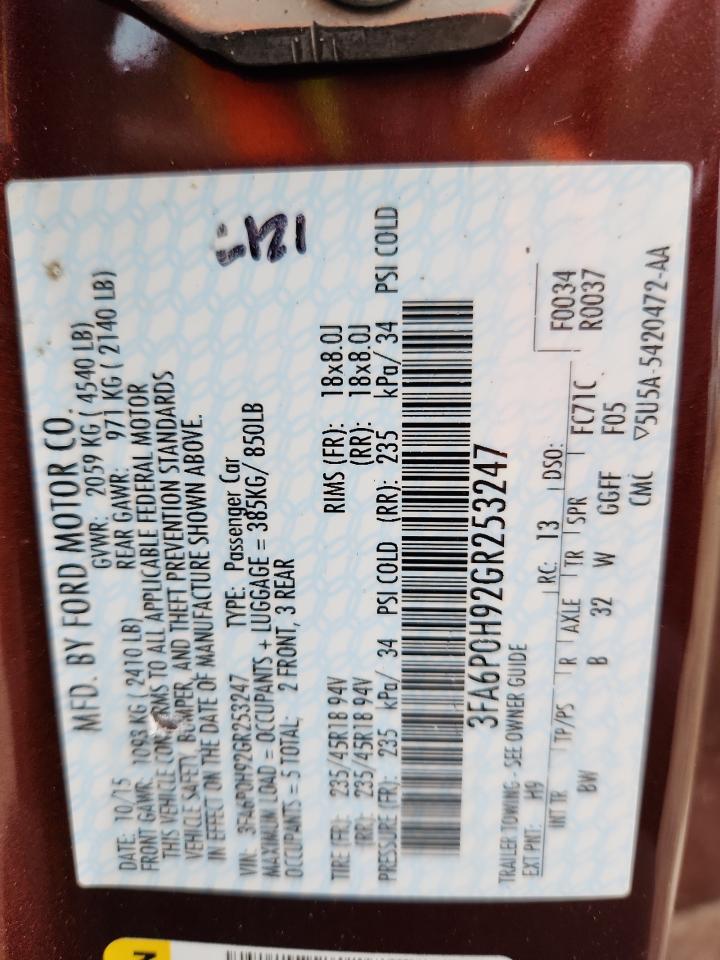 MFD. BY FORD MOTOR CO.
DATE: 10/15 GVWR: 2059 KG ( 4540 LB)
FRONT GAWR: 1093 KG ( 2410 LB) REAR GAWR: 971 KG ( 2140 LB)
THIS VEHICLE CONFORMS TO ALL APPLICABLE FEDERAL MOTOR
VEHICLE SAFETY, BUMPER, AND THEFT PREVENTION STANDARDS
IN EFFECT ON THE DATE OF MANUFACTURE SHOWN ABOVE.
VIN: 3FA6P0H92GR253247 TYPE: Passenger Car
MAXIMUM LOAD = OCCUPANTS + LUGGAGE = 385KG/ 850LB
OCCUPANTS = 5 TOTAL; 2 FRONT, 3 REAR
TIRE (FR): 235/45R18 94V RIMS (FR): 18x8.0J
(RR): 235/45R18 94V (RR): 18x8.0J
PRESSURE (FR): 235 kPa/ 34 PSI COLD (RR): 235 kPa/ 34 PSI COLD
3FA6P0H92GR253247
TRAILER TOWING - SEE OWNER GUIDE
EXT PNT: H9 RC: 13 DSO: F0034
R0037
INT TR TP/PS R AXLE TR SPR FC71C
BW B 32 W GGFF F05
CMC ▽5U5A-5420472-AA